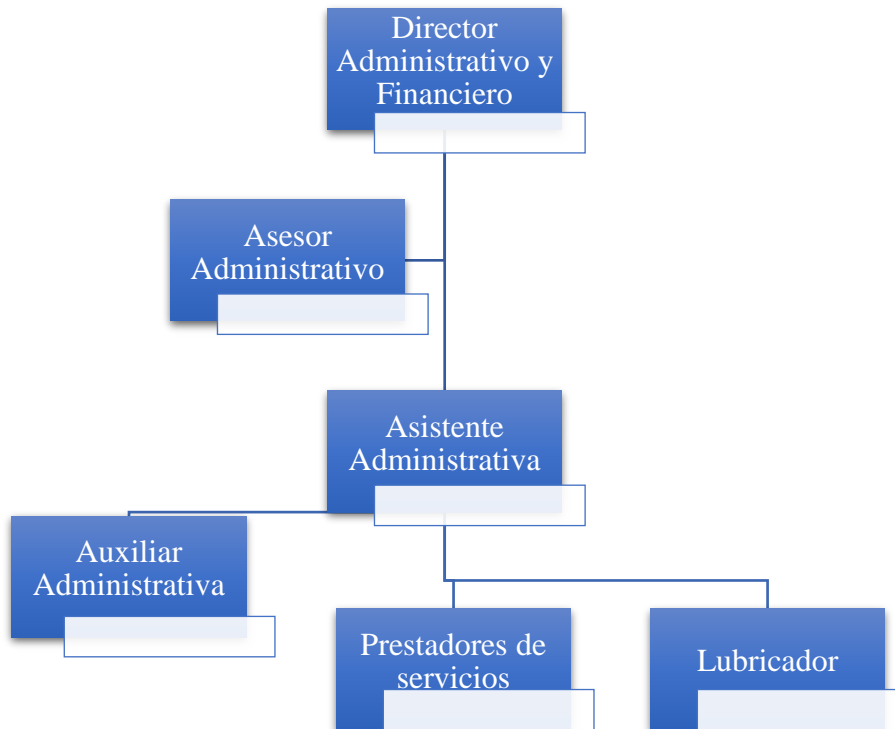 Director
Administrativo y
Financiero
Asesor
Administrativo
Asistente
Administrativa
Auxiliar
Administrativa
Prestadores de
servicios
Lubricador